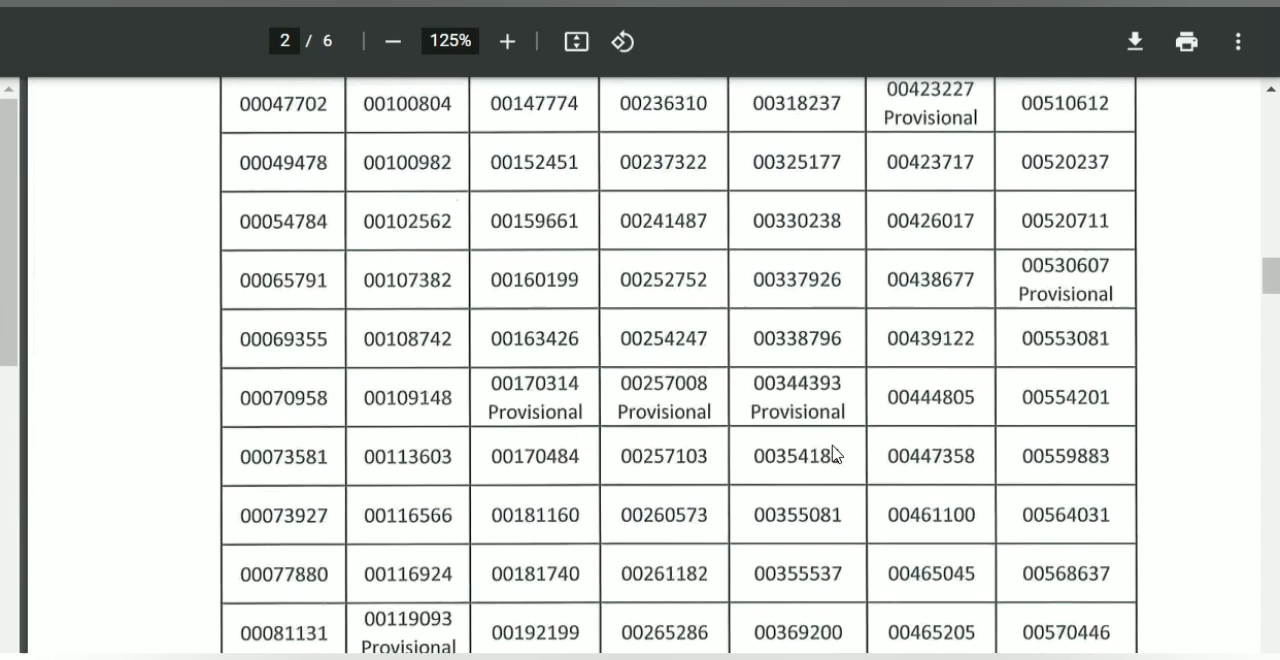 2 / 6 125%
00047702 00100804 00147774 00236310 00318237 00423227 Provisional 00510612
00049478 00100982 00152451 00237322 00325177 00423717 00520237
00054784 00102562 00159661 00241487 00330238 00426017 00520711
00065791 00107382 00160199 00252752 00337926 00438677 00530607 Provisional
00069355 00108742 00163426 00254247 00338796 00439122 00553081
00070958 00109148 00170314 Provisional 00257008 Provisional 00344393 Provisional 00444805 00554201
00073581 00113603 00170484 00257103 00447358 00559883
00073927 00116566 00181160 00260573 00355081 00461100 00564031
00077880 00116924 00181740 00261182 00355537 00465045 00568637
00081131 00119093 Provisional 00192199 00265286 00369200 00465205 00570446